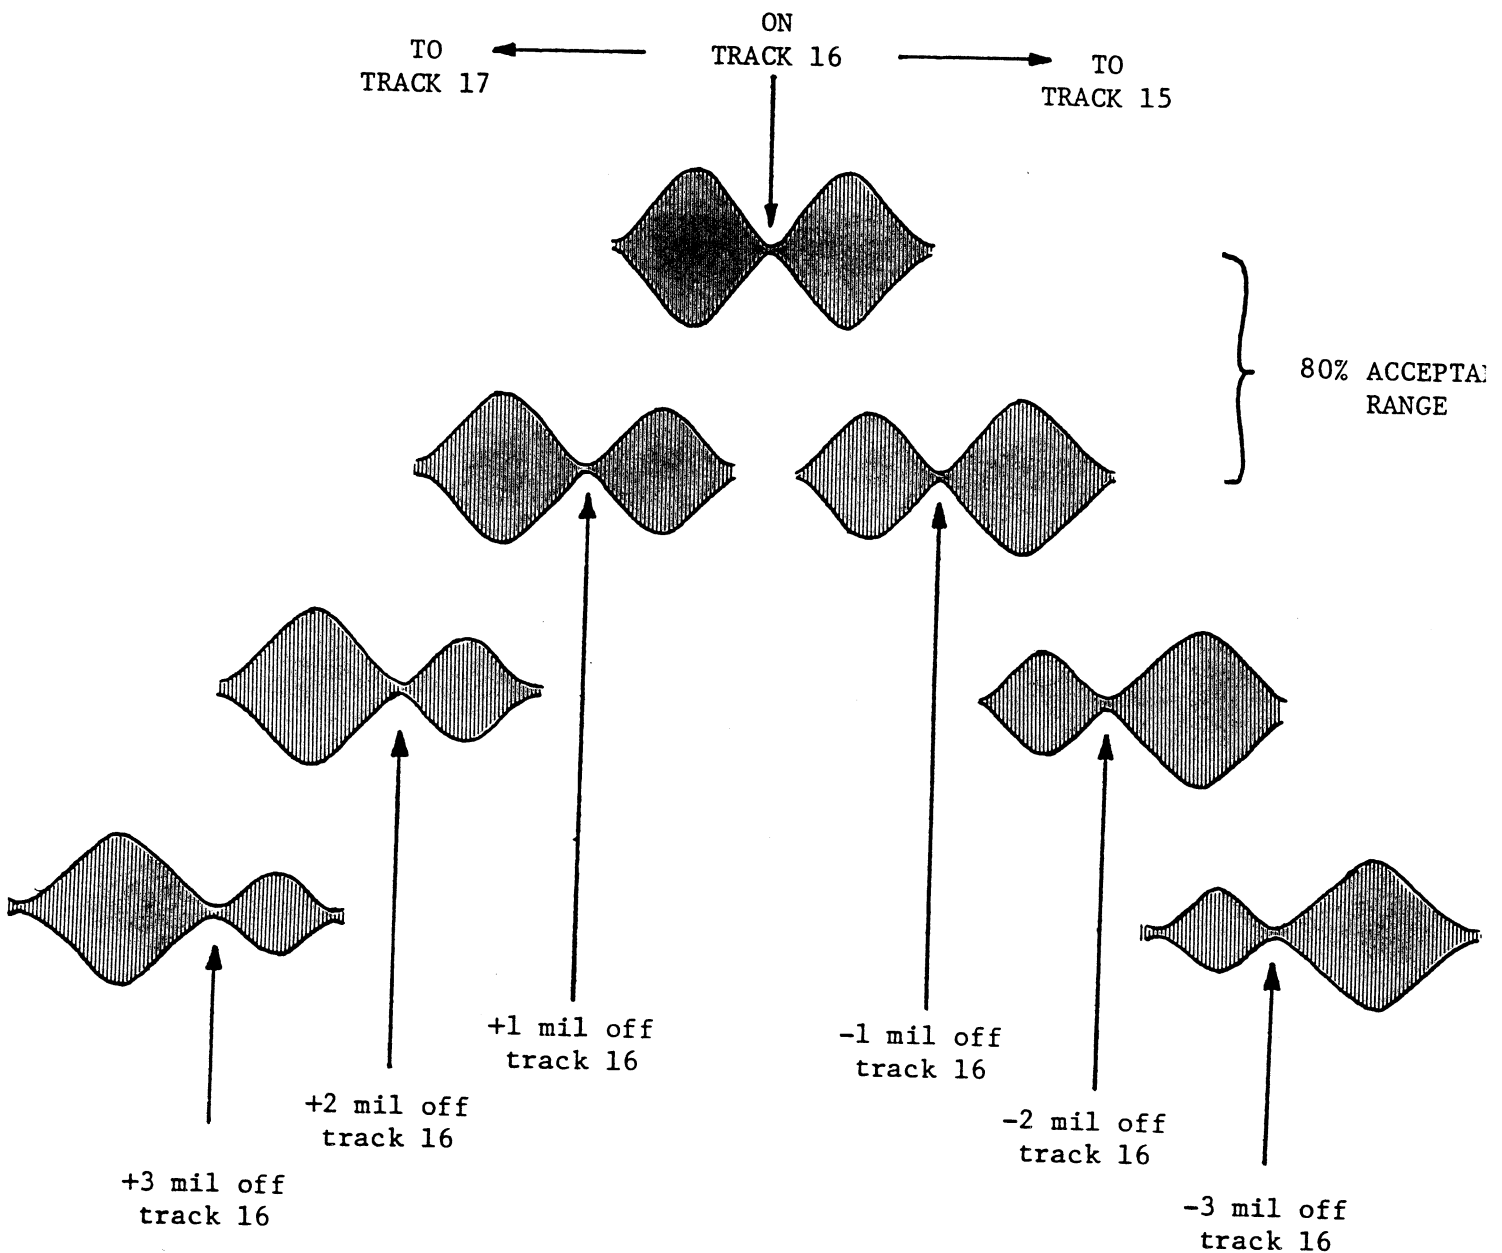 ON
TRACK 16
TO
TRACK 17
TO
TRACK 15
80%
RANGE
+1 mil off
track 16
-1 mil off
track 16
+2 mil off
track 16
-2 mil off
track 16
+3 mil off
track 16
-3 mil off
track 16